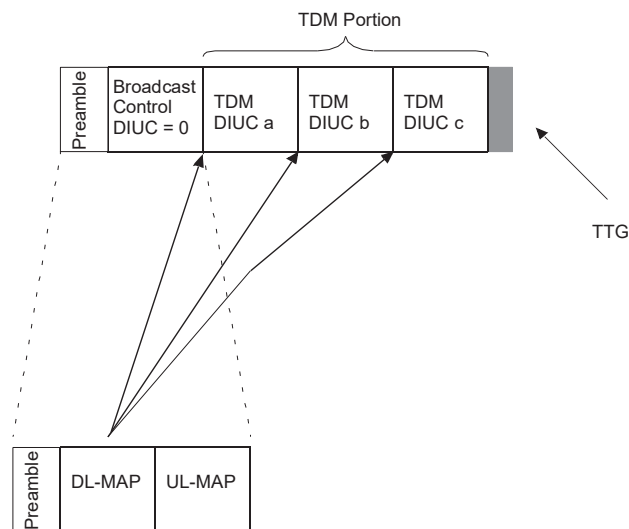 TDM Portion
Preamble
Broadcast
Control
DIUC = 0
TDM
DIUC a
TDM
DIUC b
TDM
DIUC c
TTG
Preamble
DL-MAP
UL-MAP